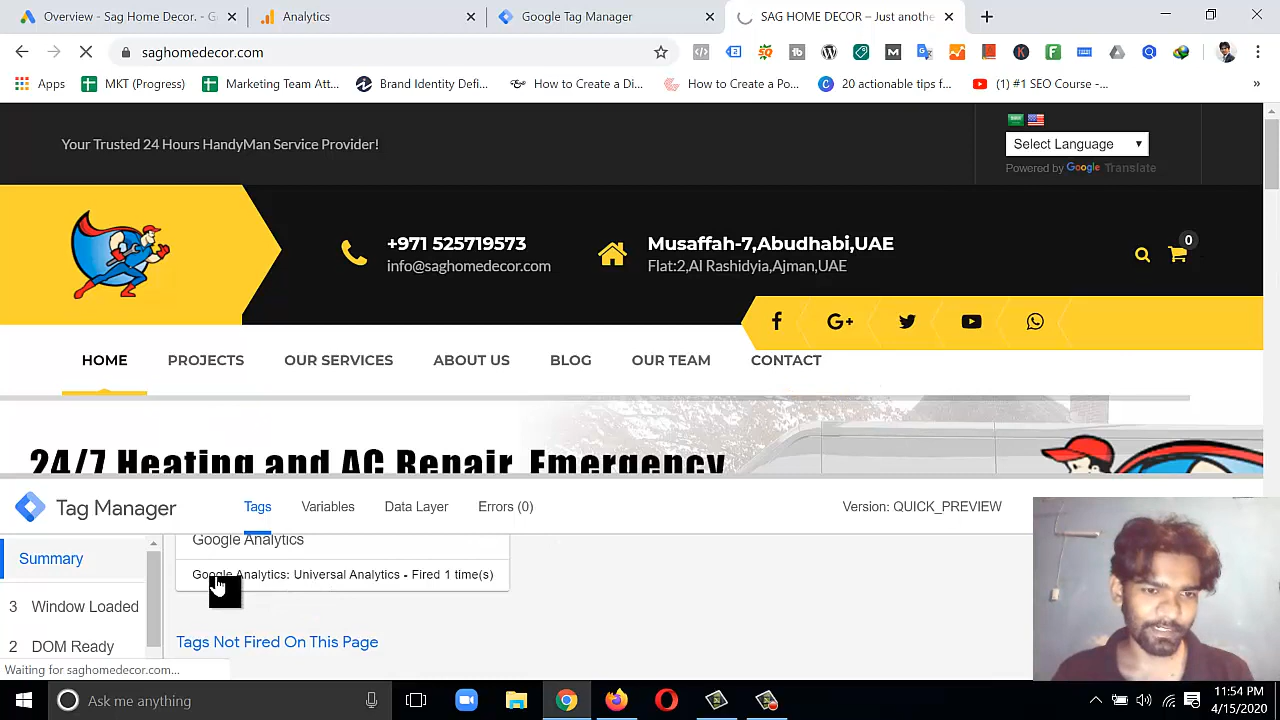 Overview - Sag Home Decor. - G
Analytics
Google Tag Manager
SAG HOME DECOR – Just anothe
saghomedecor.com
Apps
MKT (Progress)
Marketing Team Att...
Brand Identity Defi...
How to Create a Di...
How to Create a Po...
20 actionable tips f...
(1) #1 SEO Course -...
Your Trusted 24 Hours HandyMan Service Provider!
Select Language
Powered by Google Translate
+971 525719573
info@saghomedecor.com
Musaffah-7,Abudhabi,UAE
Flat:2,Al Rashidyia,Ajman,UAE
0
HOME
PROJECTS
OUR SERVICES
ABOUT US
BLOG
OUR TEAM
CONTACT
24/7 Heating and AC Repair, Emergency
Tag Manager
Tags
Variables
Data Layer
Errors (0)
Version: QUICK_PREVIEW
Summary
Google Analytics
Google Analytics: Universal Analytics - Fired 1 time(s)
3 Window Loaded
2 DOM Ready
Tags Not Fired On This Page
Waiting for saghomedecor.com...
Ask me anything
11:54 PM
4/15/2020